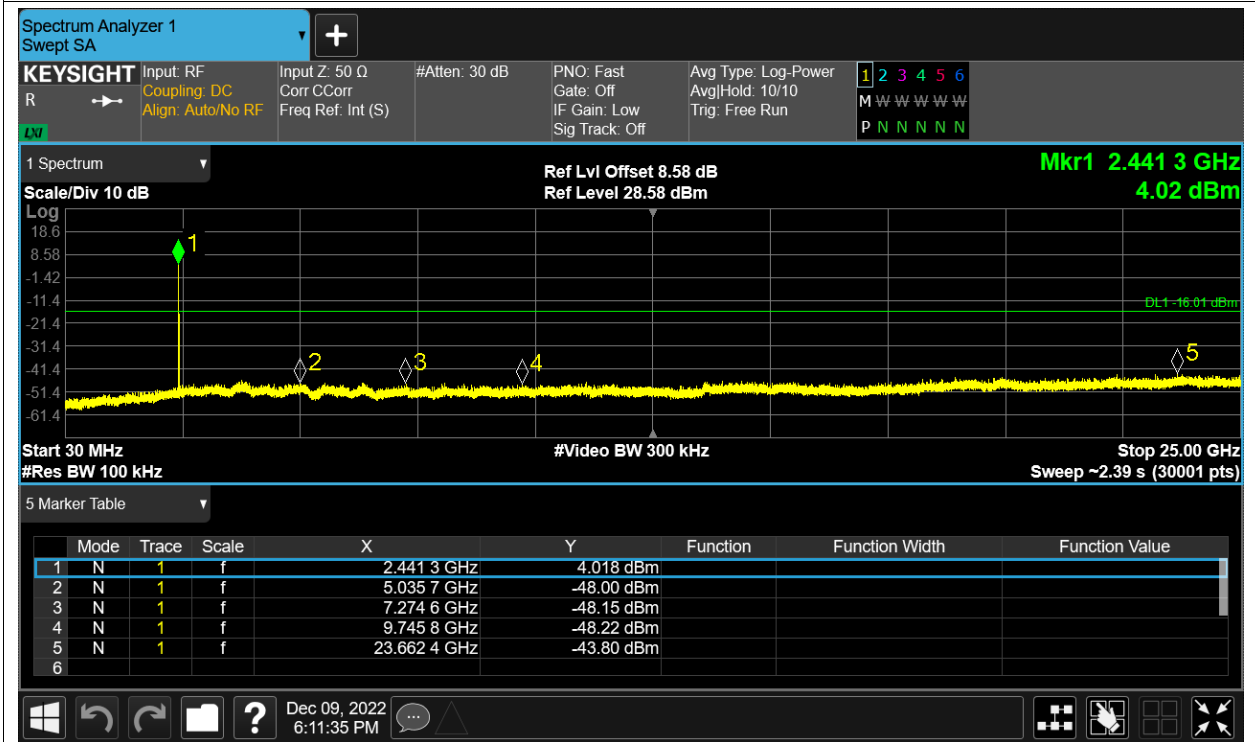 Spectrum Analyzer 1
Swept SA
+
KEYSIGHT Input: RF Input Z: 50 Ω #Atten: 30 dB PNO: Fast Avg Type: Log-Power 1 2 3 4 5 6
R Coupling: DC Corr CCorr Gate: Off Avg|Hold: 10/10 M W W W W W
Align: Auto/No RF Freq Ref: Int (S) IF Gain: Low Trig: Free Run
LXI Sig Track: Off P N N N N N
1 Spectrum Ref Lvl Offset 8.58 dB Mkr1 2.441 3 GHz
Scale/Div 10 dB Ref Level 28.58 dBm 4.02 dBm
Log
18.6
1
8.58
-1.42
-11.4 DL1 -16.01 dBm
-21.4
-31.4
2 3 4 5
-41.4
-51.4
-61.4
Start 30 MHz #Video BW 300 kHz Stop 25.00 GHz
#Res BW 100 kHz Sweep ~2.39 s (30001 pts)
5 Marker Table
Mode Trace Scale X Y Function Function Width Function Value
1 N 1 f 2.441 3 GHz 4.018 dBm
2 N 1 f 5.035 7 GHz -48.00 dBm
3 N 1 f 7.274 6 GHz -48.15 dBm
4 N 1 f 9.745 8 GHz -48.22 dBm
5 N 1 f 23.662 4 GHz -43.80 dBm
6
? Dec 09, 2022
6:11:35 PM